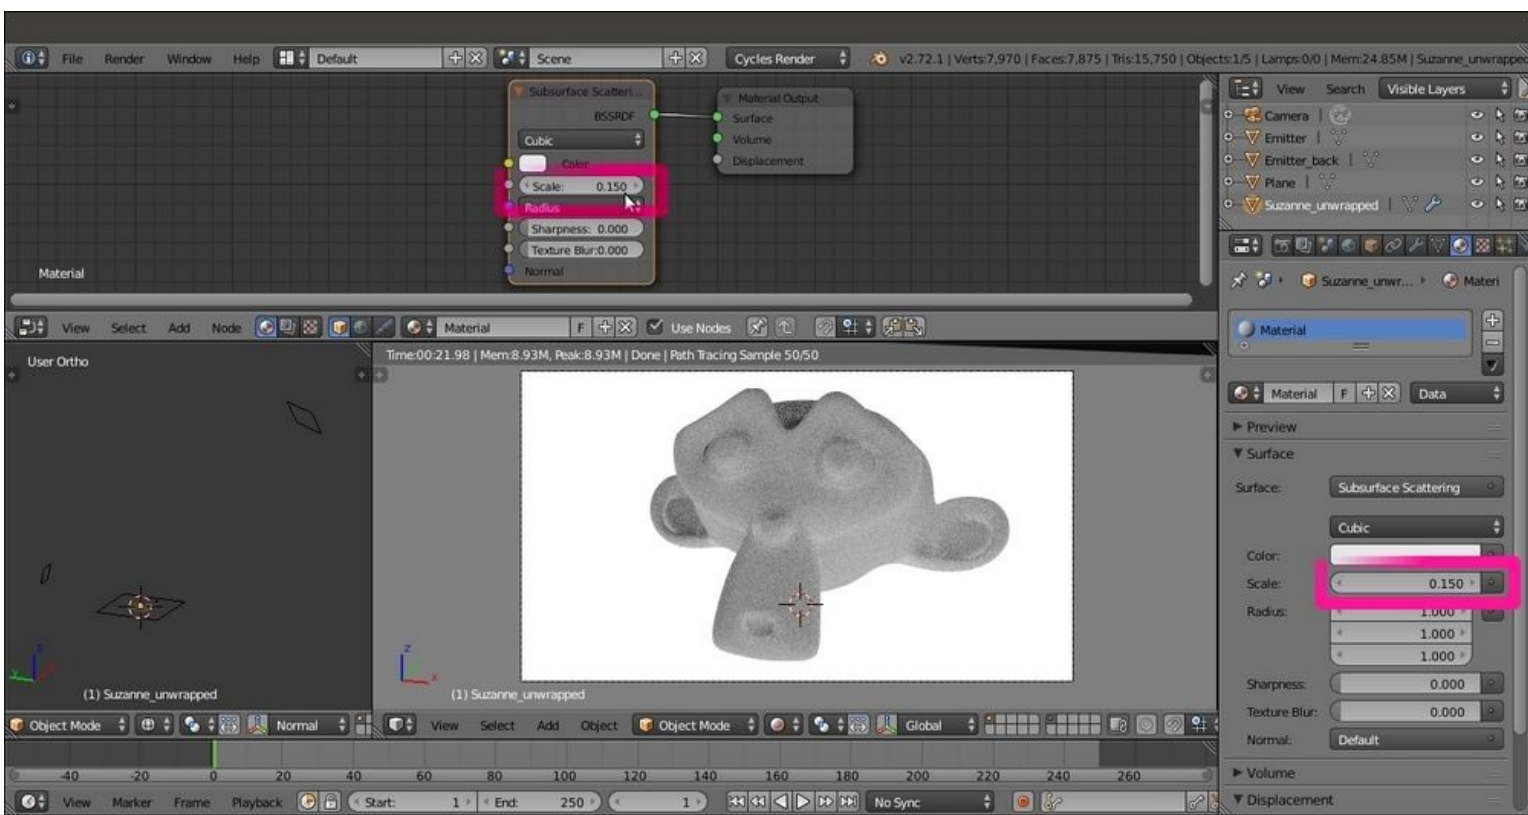 File Render Window Help Default Scene Cycles Render v2.72.1 | Verts:7,970 | Faces:7,875 | Tris:15,750 | Objects:1/5 | Lamps:0/0 | Mem:24.85M | Suzanne_unwrapped
Subsurface Scatteri...
BSSRDF
Cubic
Color
Scale: 0.150
Radius
Sharpness: 0.000
Texture Blur:0.000
Normal
Material Output
Surface
Volume
Displacement
Material
View Select Add Node Material F Use Nodes
User Ortho
(1) Suzanne_unwrapped
Time:00:21.98 | Mem:8.93M, Peak:8.93M | Done | Path Tracing Sample 50/50
z
x
(1) Suzanne_unwrapped
z
y
Object Mode Normal
View Select Add Object Object Mode Global
-40 -20 0 20 40 60 80 100 120 140 160 180 200 220 240 260
View Marker Frame Playback Start: 1 End: 250 1 No Sync
View Search Visible Layers
Camera |
Emitter |
Emitter_back |
Plane |
Suzanne_unwrapped |
Suzanne_unwr... Materi
Material
Material F Data
Preview
Surface
Surface: Subsurface Scattering
Cubic
Color:
Scale: 0.150
Radius: 1.000
1.000
1.000
Sharpness: 0.000
Texture Blur: 0.000
Normal: Default
Volume
Displacement